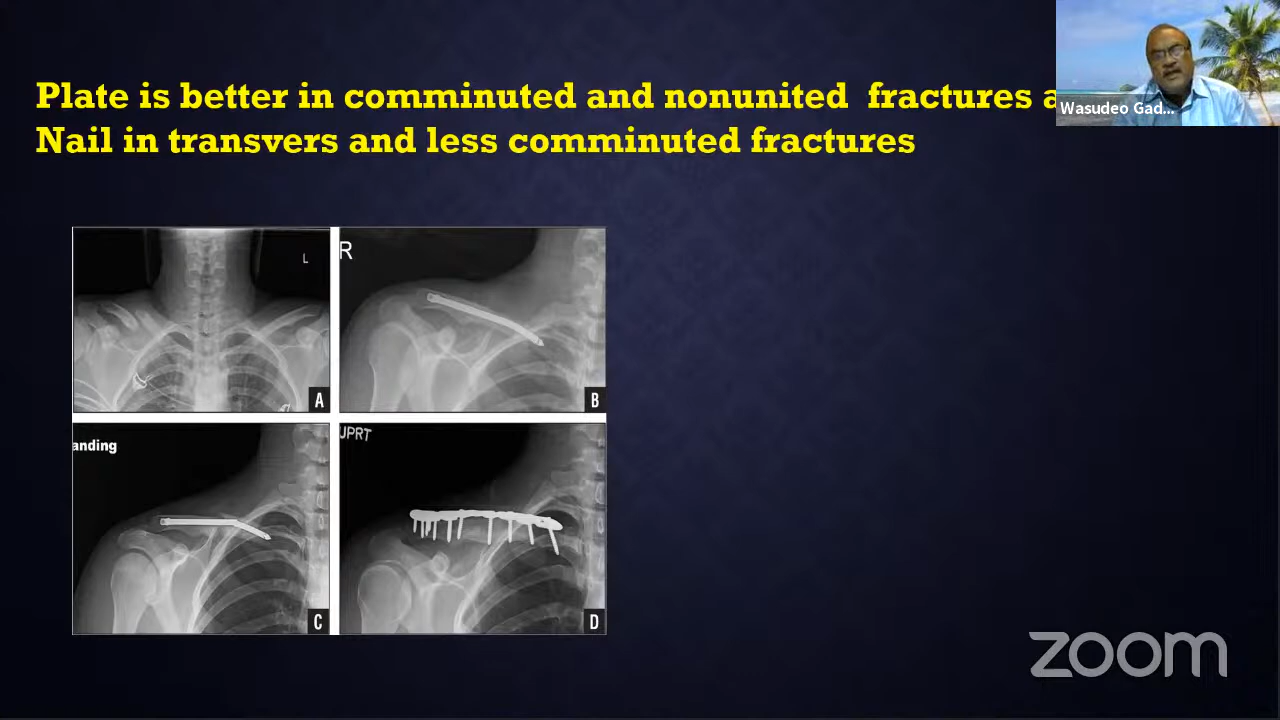 Plate is better in comminuted and nonunited fractures a
Nail in transvers and less comminuted fractures
Wasudeo Gad...
L
A
R
B
anding
C
UPRT
D
zoom